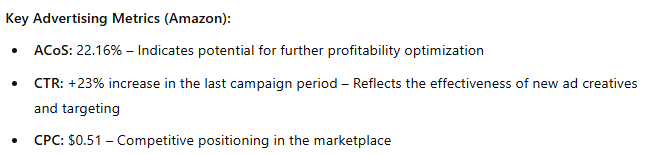 Key Advertising Metrics (Amazon):
• ACoS: 22.16% – Indicates potential for further profitability optimization
• CTR: +23% increase in the last campaign period – Reflects the effectiveness of new ad creatives
and targeting
• CPC: $0.51 – Competitive positioning in the marketplace